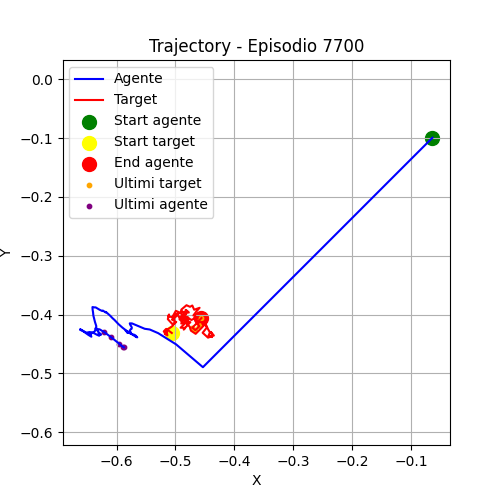 Trajectory - Episodio 7700
Agente
Target
Start agente
Start target
End agente
Ultimi target
Ultimi agente
0.0
−0.1
−0.2
−0.3
−0.4
−0.5
−0.6
Y
−0.6
−0.5
−0.4
−0.3
−0.2
−0.1
X